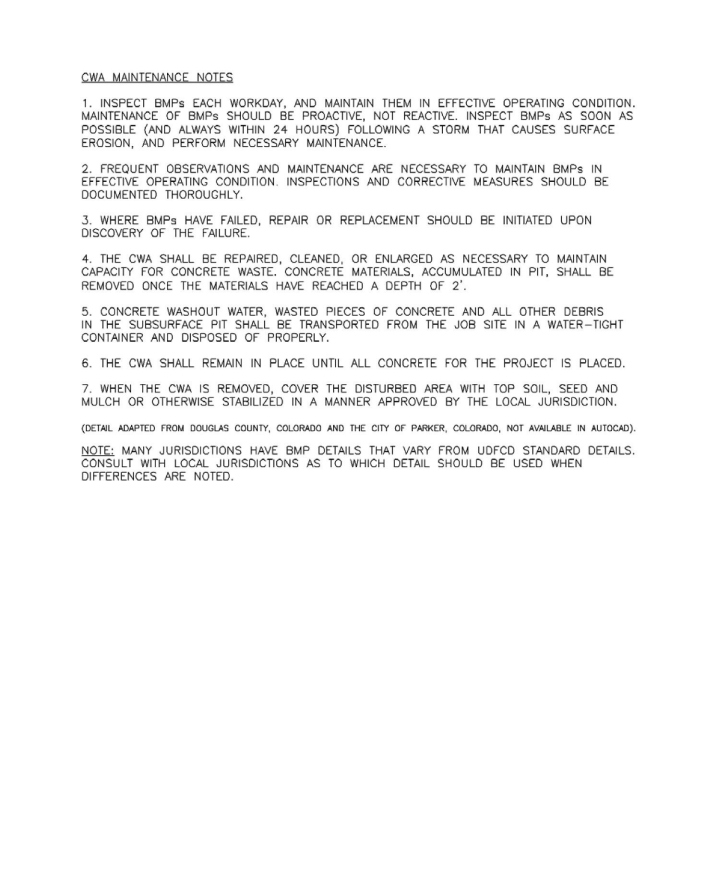 CWA MAINTENANCE NOTES
1. INSPECT BMPs EACH WORKDAY, AND MAINTAIN THEM IN EFFECTIVE OPERATING CONDITION.
MAINTENANCE OF BMPs SHOULD BE PROACTIVE, NOT REACTIVE. INSPECT BMPs AS SOON AS
POSSIBLE (AND ALWAYS WITHIN 24 HOURS) FOLLOWING A STORM THAT CAUSES SURFACE
EROSION, AND PERFORM NECESSARY MAINTENANCE.
2. FREQUENT OBSERVATIONS AND MAINTENANCE ARE NECESSARY TO MAINTAIN BMPs IN
EFFECTIVE OPERATING CONDITION. INSPECTIONS AND CORRECTIVE MEASURES SHOULD BE
DOCUMENTED THOROUGHLY.
3. WHERE BMPs HAVE FAILED, REPAIR OR REPLACEMENT SHOULD BE INITIATED UPON
DISCOVERY OF THE FAILURE.
4. THE CWA SHALL BE REPAIRED, CLEANED, OR ENLARGED AS NECESSARY TO MAINTAIN
CAPACITY FOR CONCRETE WASTE. CONCRETE MATERIALS, ACCUMULATED IN PIT, SHALL BE
REMOVED ONCE THE MATERIALS HAVE REACHED A DEPTH OF 2'.
5. CONCRETE WASHOUT WATER, WASTED PIECES OF CONCRETE AND ALL OTHER DEBRIS
IN THE SUBSURFACE PIT SHALL BE TRANSPORTED FROM THE JOB SITE IN A WATER-TIGHT
CONTAINER AND DISPOSED OF PROPERLY.
6. THE CWA SHALL REMAIN IN PLACE UNTIL ALL CONCRETE FOR THE PROJECT IS PLACED.
7. WHEN THE CWA IS REMOVED, COVER THE DISTURBED AREA WITH TOP SOIL, SEED AND
MULCH OR OTHERWISE STABILIZED IN A MANNER APPROVED BY THE LOCAL JURISDICTION.
(DETAIL ADAPTED FROM DOUGLAS COUNTY, COLORADO AND THE CITY OF PARKER, COLORADO, NOT AVAILABLE IN AUTOCAD).
NOTE: MANY JURISDICTIONS HAVE BMP DETAILS THAT VARY FROM UDFCD STANDARD DETAILS.
CONSULT WITH LOCAL JURISDICTIONS AS TO WHICH DETAIL SHOULD BE USED WHEN
DIFFERENCES ARE NOTED.